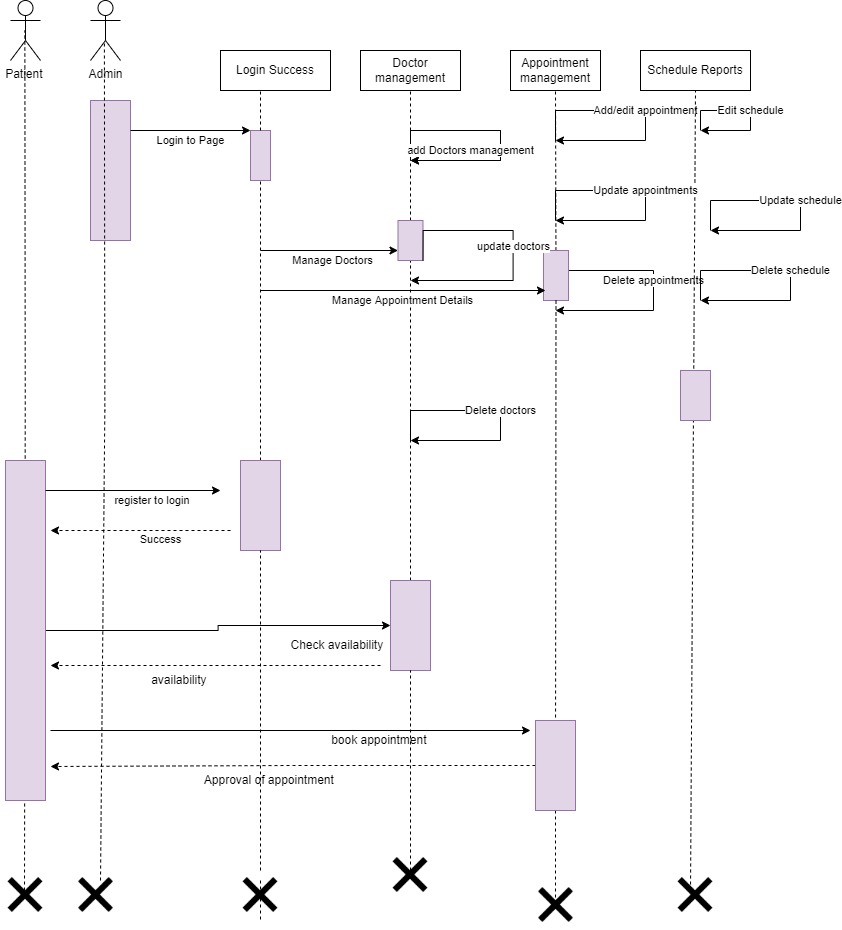 Patient
Admin
Login Success
Doctor
management
Appointment
management
Schedule Reports
Add/edit appointment
Edit schedule
Login to Page
add Doctors management
Update appointments
Update schedule
update doctors
Manage Doctors
Delete schedule
Delete appointments
Manage Appointment Details
Delete doctors
register to login
Success
Check availability
availability
book appointment
Approval of appointment